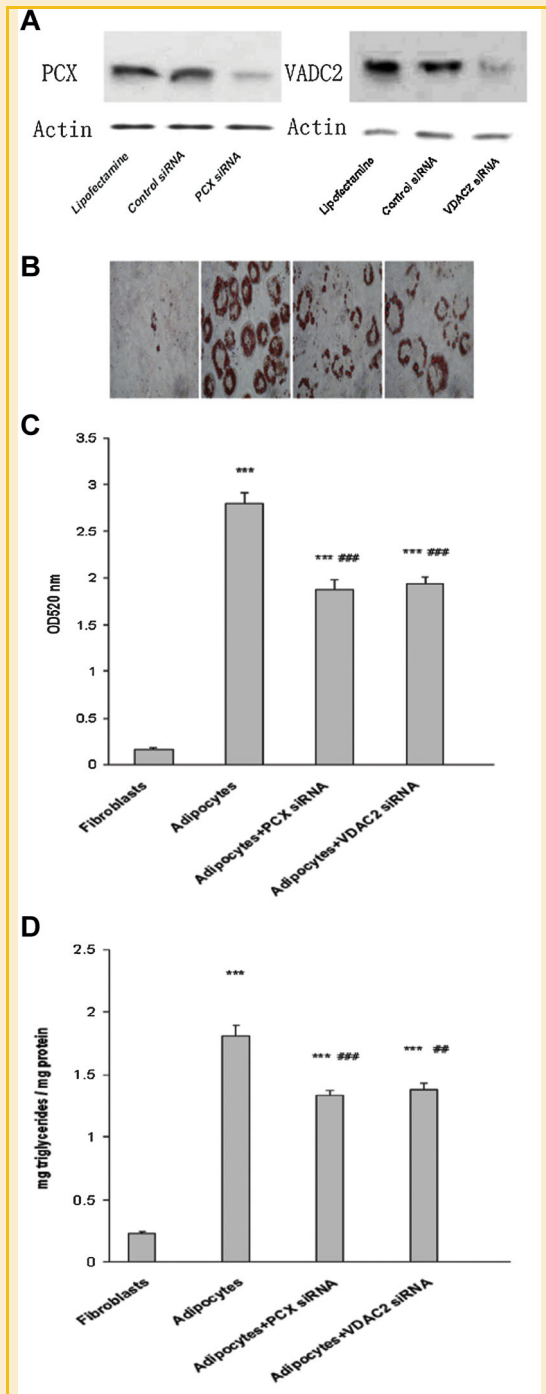 A
PCX
VADC2
Actin
Actin
Lipofectamine
Control siRNA
PCX siRNA
Lipofectamine
Control siRNA
VDAC2 siRNA
B
C
3.5
3
2.5
2
1.5
1
0.5
0
OD520 nm
***
*** ###
*** ###
Fibroblasts
Adipocytes
Adipocytes+PCX siRNA
Adipocytes+VDAC2 siRNA
D
2.5
2
1.5
1
0.5
0
mg triglycerides / mg protein
***
*** ###
*** ##
Fibroblasts
Adipocytes
Adipocytes+PCX siRNA
Adipocytes+VDAC2 siRNA